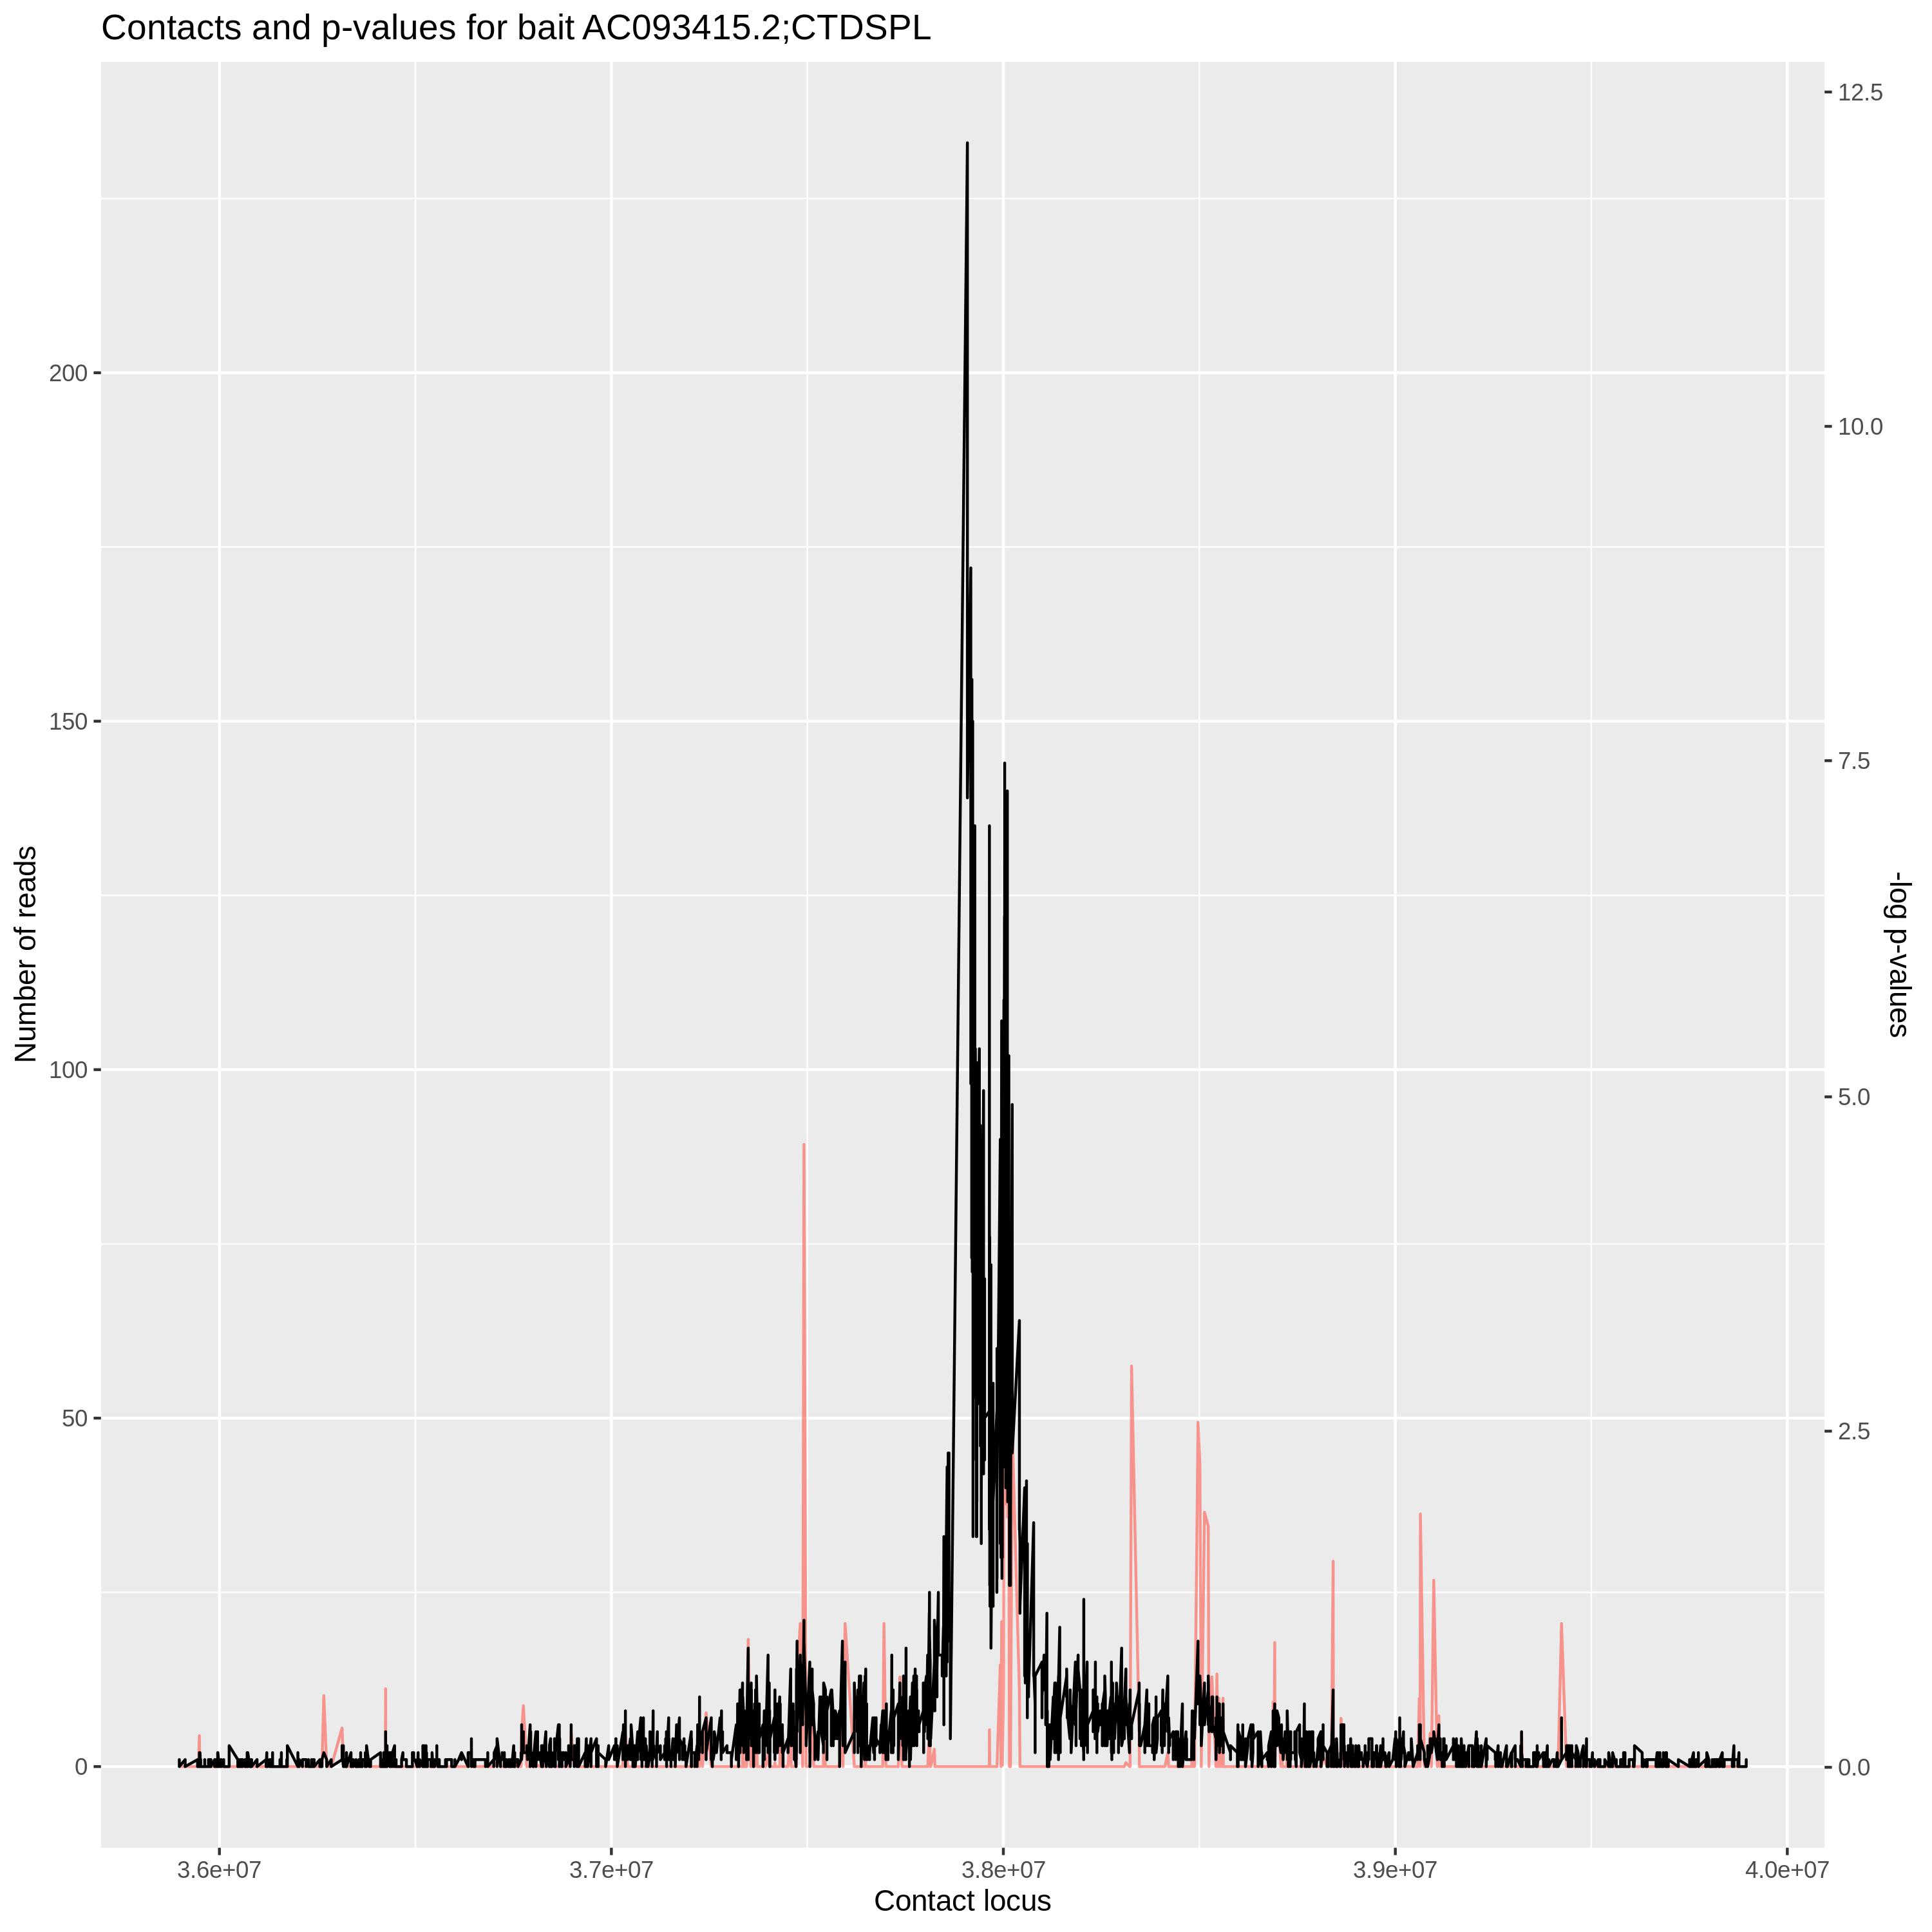 Contacts and p-values for bait AC093415.2;CTDSPL
12.5
10.0
7.5
5.0
2.5
0.0
200
150
100
50
0
Number of reads
-log p-values
3.6e+07
3.7e+07
3.8e+07
3.9e+07
4.0e+07
Contact locus